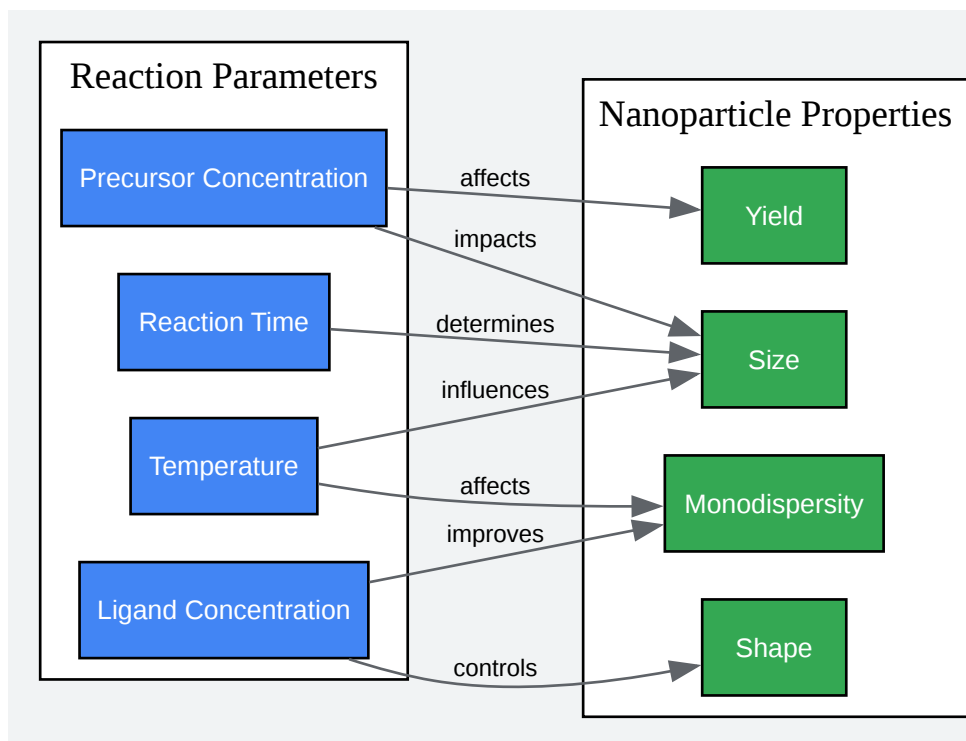 Reaction Parameters
Nanoparticle Properties
Precursor Concentration
affects
Yield
impacts
Reaction Time
determines
Size
influences
Temperature
affects
Monodispersity
improves
Ligand Concentration
controls
Shape